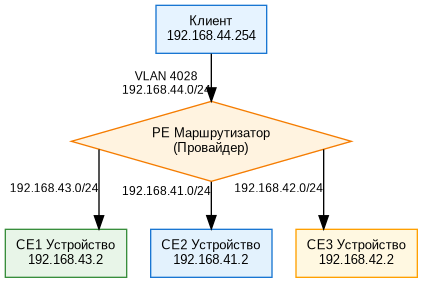 Клиент
192.168.44.254
VLAN 4028
192.168.44.0/24
PE Маршрутизатор
(Провайдер)
192.168.43.0/24
192.168.41.0/24
192.168.42.0/24
CE1 Устройство
192.168.43.2
CE2 Устройство
192.168.41.2
CE3 Устройство
192.168.42.2